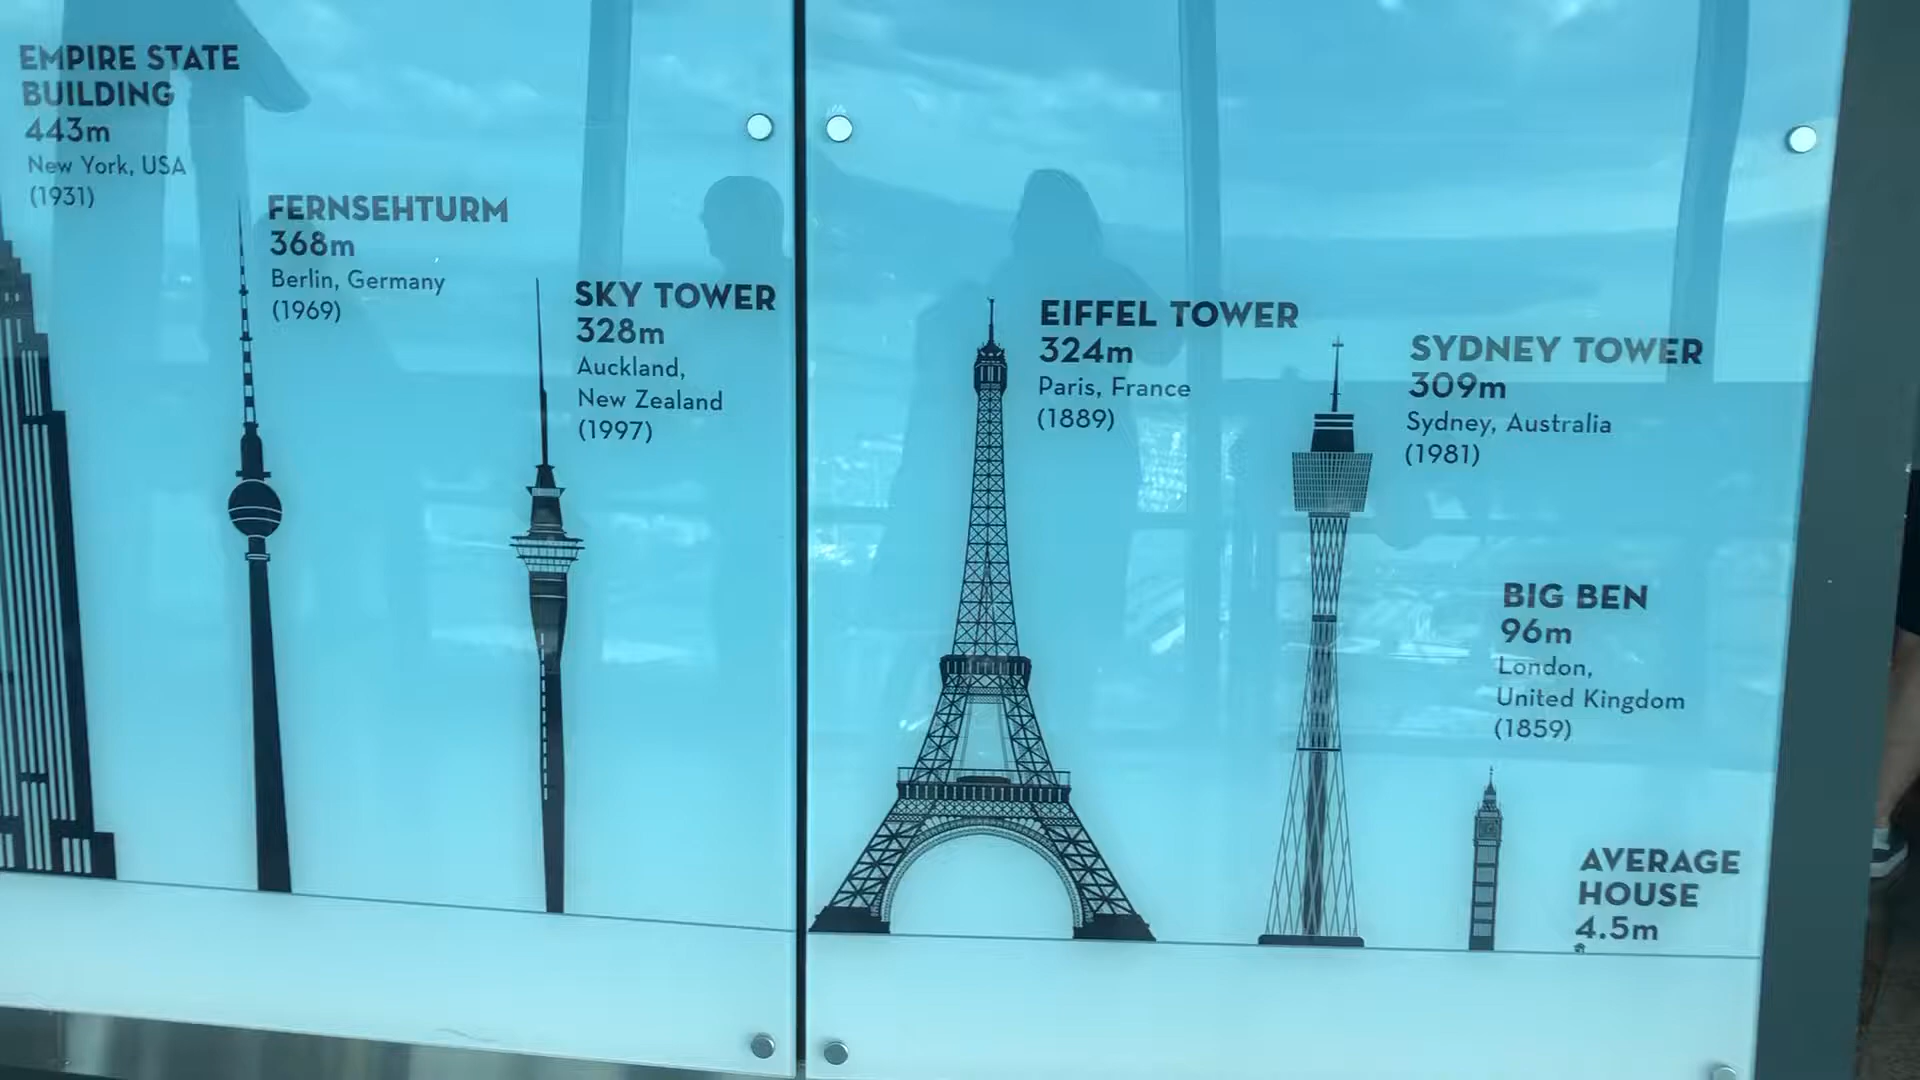 EMPIRE STATE
BUILDING
443m
New York, USA
(1931)
FERNSEHTURM
368m
Berlin, Germany
(1969)
SKY TOWER
328m
Auckland,
New Zealand
(1997)
EIFFEL TOWER
324m
Paris, France
(1889)
SYDNEY TOWER
309m
Sydney, Australia
(1981)
BIG BEN
96m
London,
United Kingdom
(1859)
AVERAGE
HOUSE
4.5m